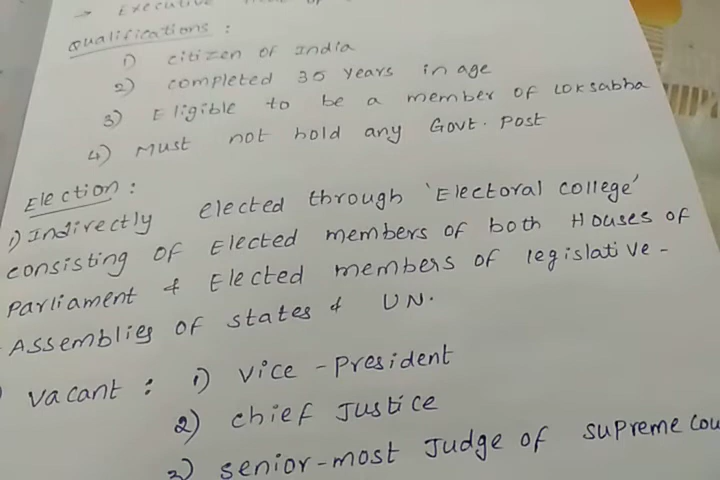 → Executive
Qualifications :
1) citizen of India
2) completed 35 years in age
3) Eligible to be a member of Loksabha
4) Must not hold any Govt. Post
Election :
1) Indirectly elected through 'Electoral college'
consisting of Elected members of both Houses of
Parliament & Elected members of legislative -
Assemblies of states & UN.
Vacant : 1) Vice - President
2) chief Justice
3) senior-most Judge of supreme cou